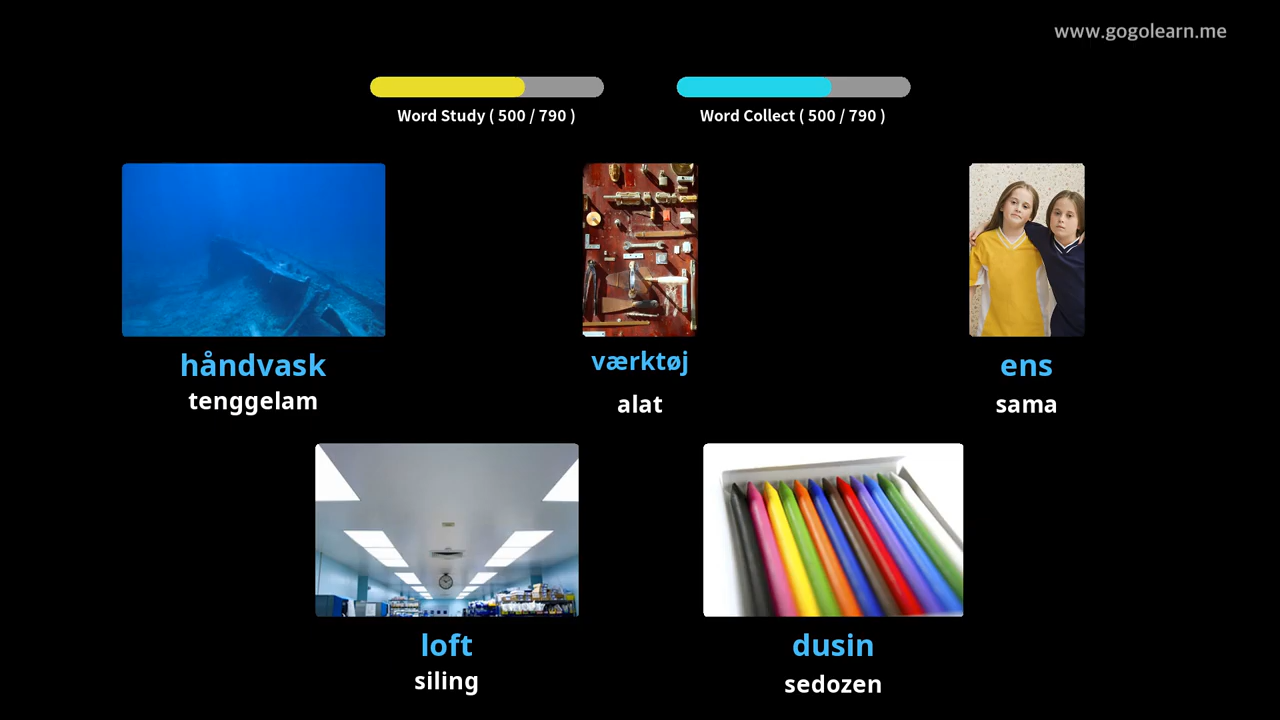 www.gogolearn.me
Word Study ( 500 / 790 )
Word Collect ( 500 / 790 )
håndvask
tenggelam
værktøj
alat
ens
sama
loft
siling
dusin
sedozen